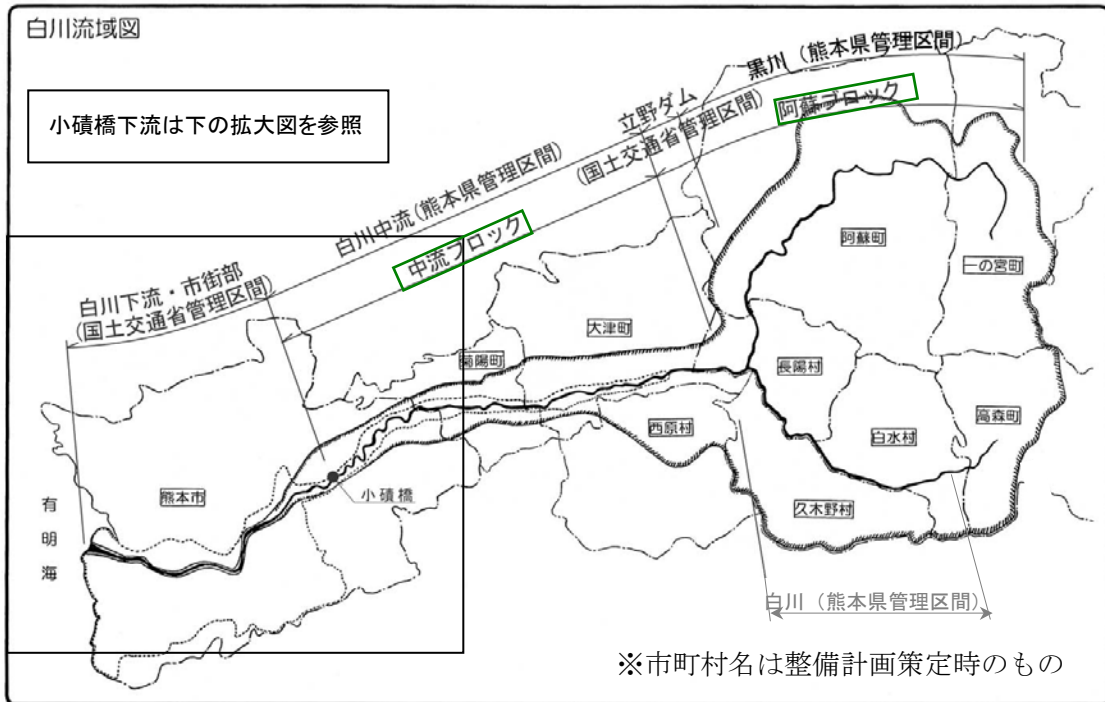 白川流域図
小磧橋下流は下の拡大図を参照
黒川（熊本県管理区間）
阿蘇ブロック
立野ダム
(国土交通省管理区間)
白川中流(熊本県管理区間)
中流ブロック
白川下流・市街部
(国土交通省管理区間)
阿蘇町
一の宮町
大津町
菊陽町
長陽村
高森町
西原村
白水村
熊本市
小磧橋
久木野村
有明海
白川（熊本県管理区間）
※市町村名は整備計画策定時のもの